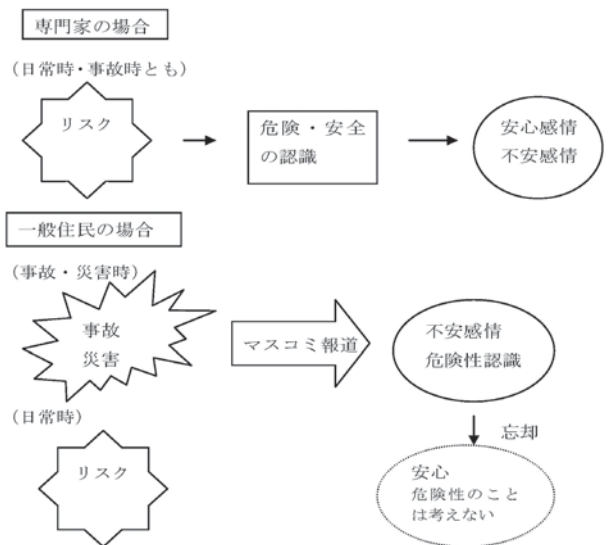 専門家の場合
(日常時・事故時とも)
リスク
危険・安全
の認識
安心感情
不安感情
一般住民の場合
(事故・災害時)
事故
災害
マスコミ報道
不安感情
危険性認識
忘却
(日常時)
リスク
安心
危険性のこと
は考えない